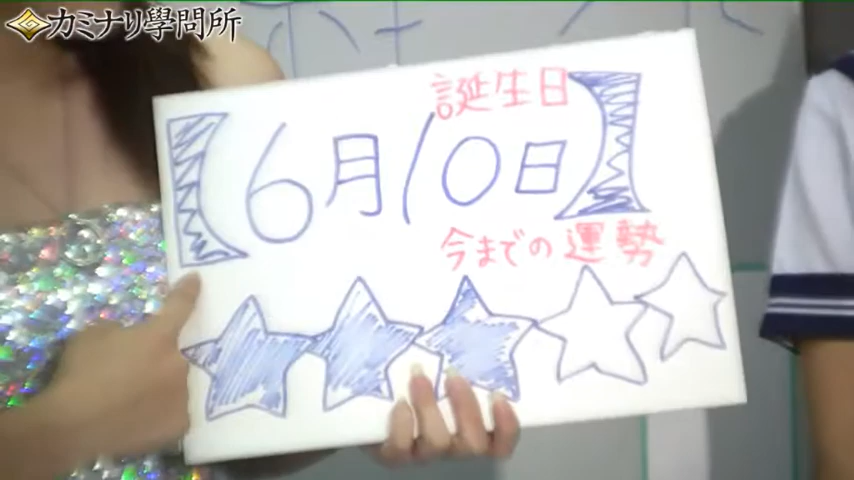 カミナリ學問所
誕生日
【6月10日】
今までの運勢
★★★☆☆